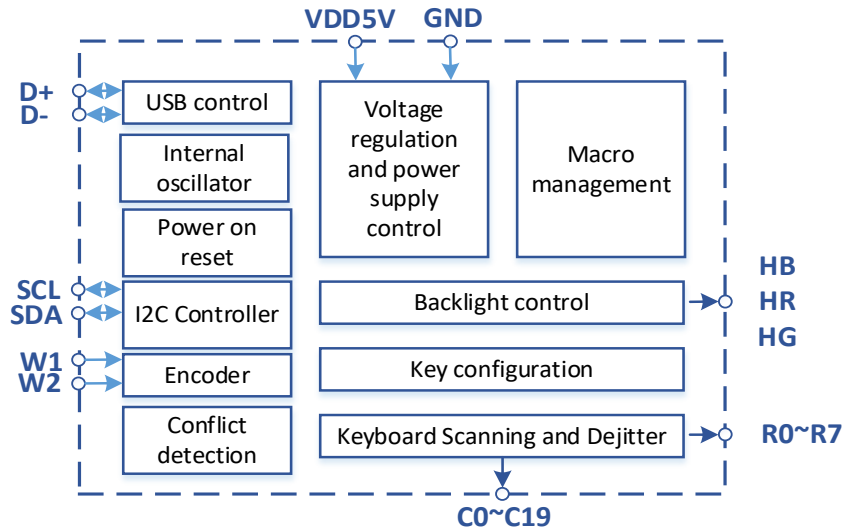 VDD5V GND
D+
D-
USB control
Internal
oscillator
Power on
reset
SCL
SDA
I2C Controller
W1
W2
Encoder
Conflict
detection
Voltage
regulation
and power
supply
control
Macro
management
Backlight control
HB
HR
HG
Key configuration
Keyboard Scanning and Dejitter
R0~R7
C0~C19